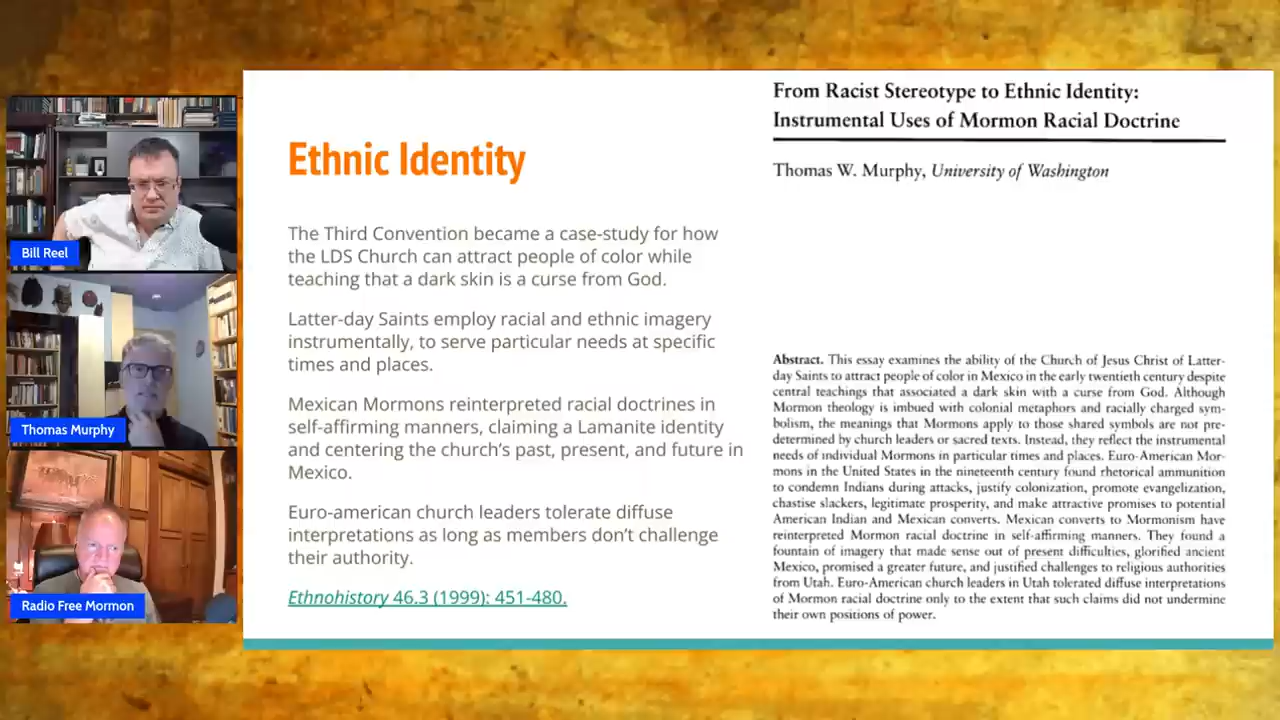 Bill Reel
Thomas Murphy
Radio Free Mormon
Ethnic Identity
The Third Convention became a case-study for how
the LDS Church can attract people of color while
teaching that a dark skin is a curse from God.
Latter-day Saints employ racial and ethnic imagery
instrumentally, to serve particular needs at specific
times and places.
Mexican Mormons reinterpreted racial doctrines in
self-affirming manners, claiming a Lamanite identity
and centering the church's past, present, and future in
Mexico.
Euro-american church leaders tolerate diffuse
interpretations as long as members don't challenge
their authority.
Ethnohistory 46.3 (1999): 451-480.
From Racist Stereotype to Ethnic Identity:
Instrumental Uses of Mormon Racial Doctrine
Thomas W. Murphy, University of Washington
Abstract. This essay examines the ability of the Church of Jesus Christ of Latter-
day Saints to attract people of color in Mexico in the early twentieth century despite
central teachings that associated a dark skin with a curse from God. Although
Mormon theology is imbued with colonial metaphors and racially charged sym-
bolism, the meanings that Mormons apply to those shared symbols are not pre-
determined by church leaders or sacred texts. Instead, they reflect the instrumental
needs of individual Mormons in particular times and places. Euro-American Mor-
mons in the United States in the nineteenth century found rhetorical ammunition
to condemn Indians during attacks, justify colonization, promote evangelization,
chastise slackers, legitimate prosperity, and make attractive promises to potential
American Indian and Mexican converts. Mexican converts to Mormonism have
reinterpreted Mormon racial doctrine in self-affirming manners. They found a
fountain of imagery that made sense out of present difficulties, glorified ancient
Mexico, promised a greater future, and justified challenges to religious authorities
from Utah. Euro-American church leaders in Utah tolerated diffuse interpretations
of Mormon racial doctrine only to the extent that such claims did not undermine
their own positions of power.